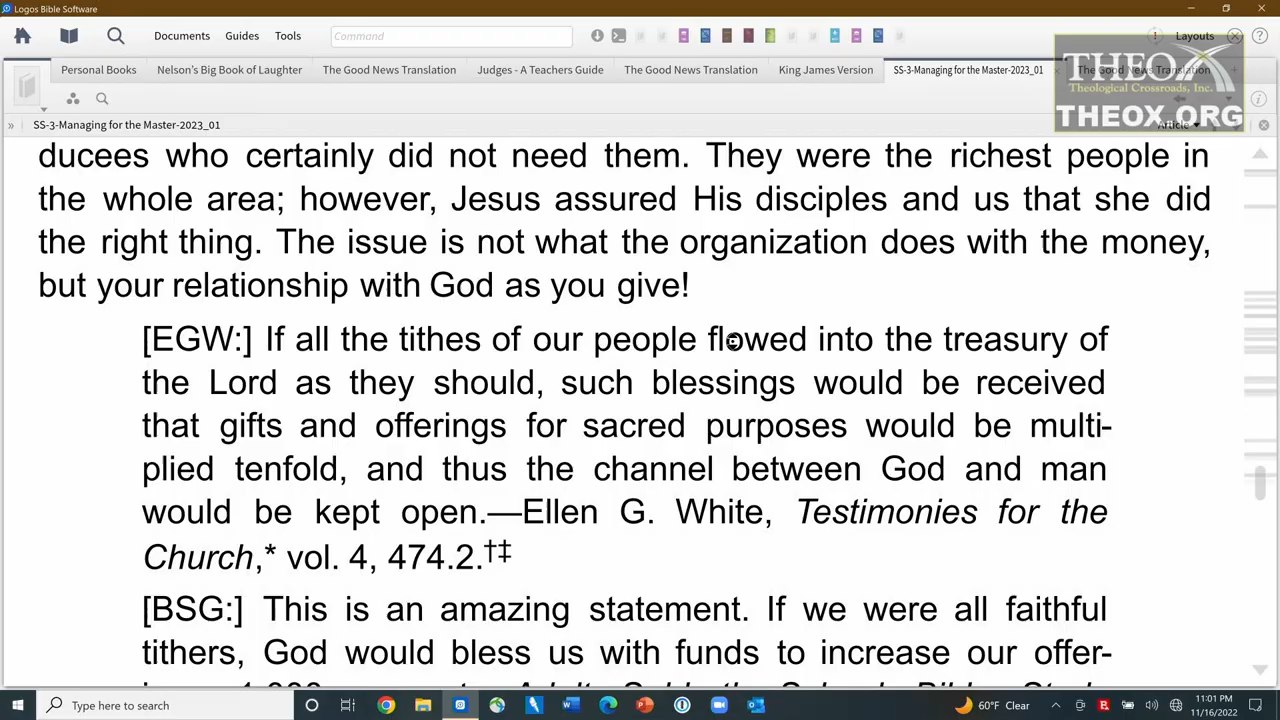 Logos Bible Software
Documents Guides Tools Command Layouts
Personal Books Nelson's Big Book of Laughter The Go Judges - A Teachers Guide The Good News Translation King James Version SS-3-Managing for the Master-2023_01 The Good News Translation
THEOX
Theological Crossroads, Inc.
THEOX.ORG
SS-3-Managing for the Master-2023_01 Article
ducees who certainly did not need them. They were the richest people in
the whole area; however, Jesus assured His disciples and us that she did
the right thing. The issue is not what the organization does with the money,
but your relationship with God as you give!
[EGW:] If all the tithes of our people flowed into the treasury of
the Lord as they should, such blessings would be received
that gifts and offerings for sacred purposes would be multi-
plied tenfold, and thus the channel between God and man
would be kept open.—Ellen G. White, Testimonies for the
Church,* vol. 4, 474.2.†‡
[BSG:] This is an amazing statement. If we were all faithful
tithers, God would bless us with funds to increase our offer-
Type here to search 60°F Clear 11:01 PM
11/16/2022